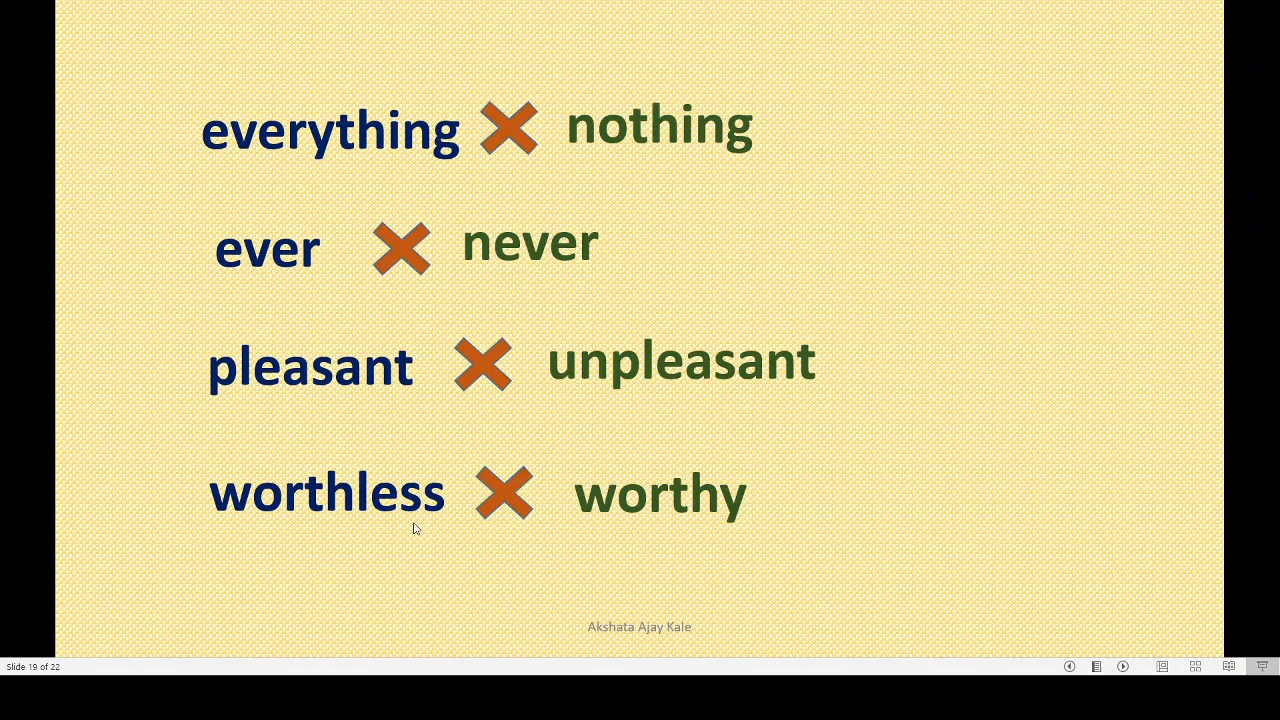 everything nothing
ever never
pleasant unpleasant
worthless worthy
Akshata Ajay Kale
Slide 19 of 22